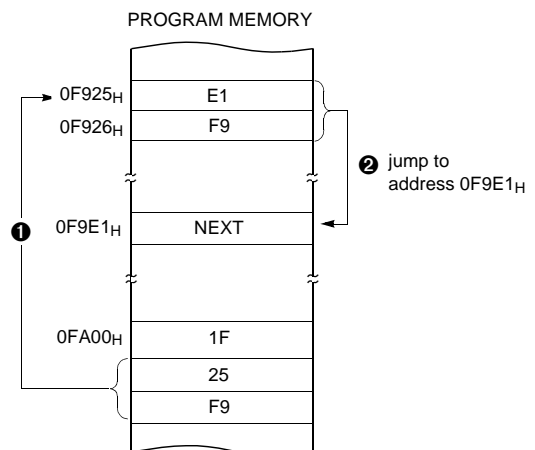 PROGRAM MEMORY
0F925H E1
0F926H F9
❷ jump to
address 0F9E1H
❶ 0F9E1H NEXT
0FA00H 1F
25
F9